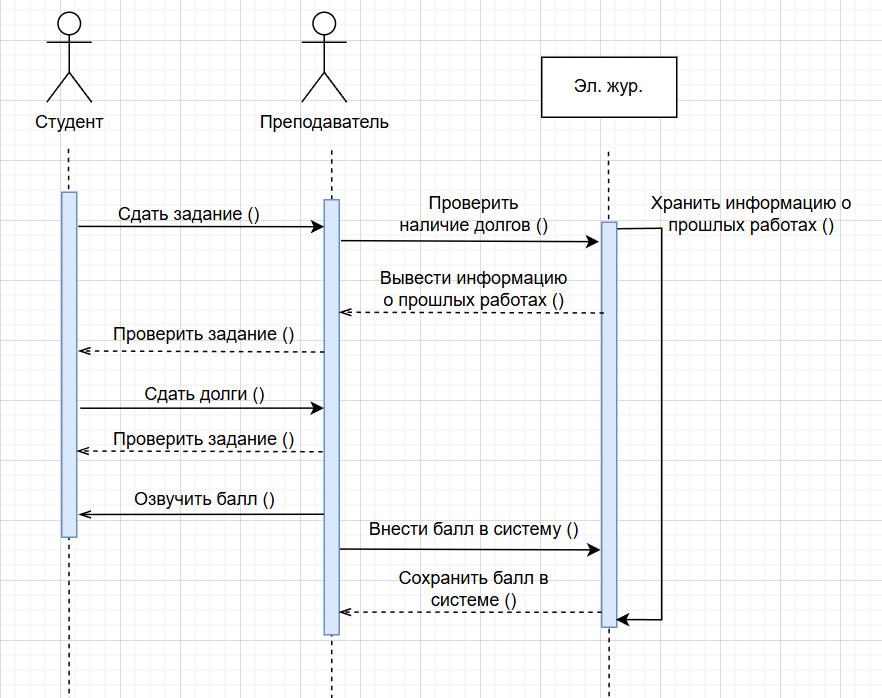 Студент
Преподаватель
Эл. жур.
Сдать задание ()
Проверить
наличие долгов ()
Хранить информацию о
прошлых работах ()
Вывести информацию
о прошлых работах ()
Проверить задание ()
Сдать долги ()
Проверить задание ()
Озвучить балл ()
Внести балл в систему ()
Сохранить балл в
системе ()